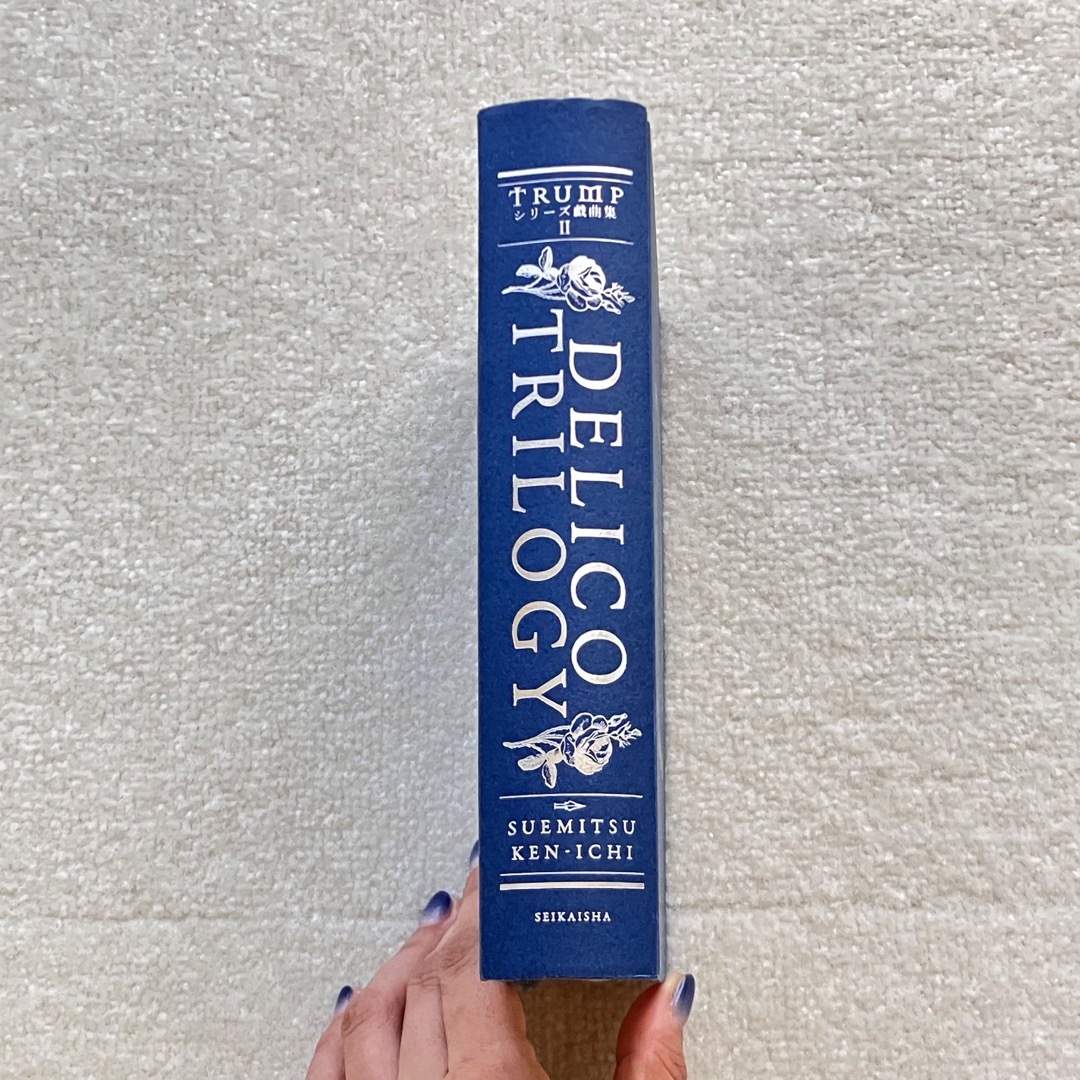 TRUMP
シリーズ戯曲集
II
DELICO
TRILOGY
SUEMITSU
KEN-ICHI
SEIKAISHA